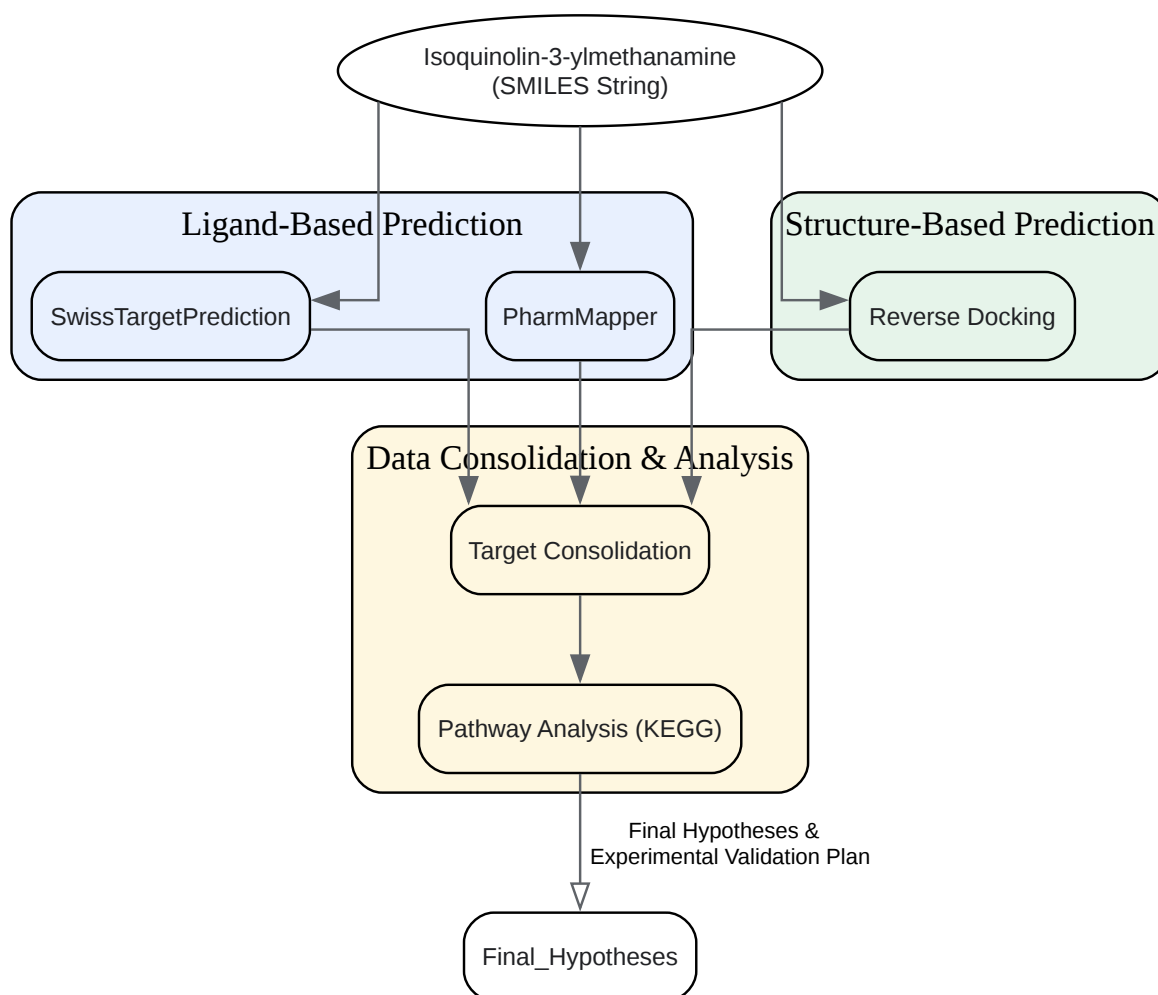 Isoquinolin-3-ylmethanamine
(SMILES String)
Ligand-Based Prediction
Structure-Based Prediction
SwissTargetPrediction
PharmMapper
Reverse Docking
Data Consolidation & Analysis
Target Consolidation
Pathway Analysis (KEGG)
Final Hypotheses &
Experimental Validation Plan
Final_Hypotheses